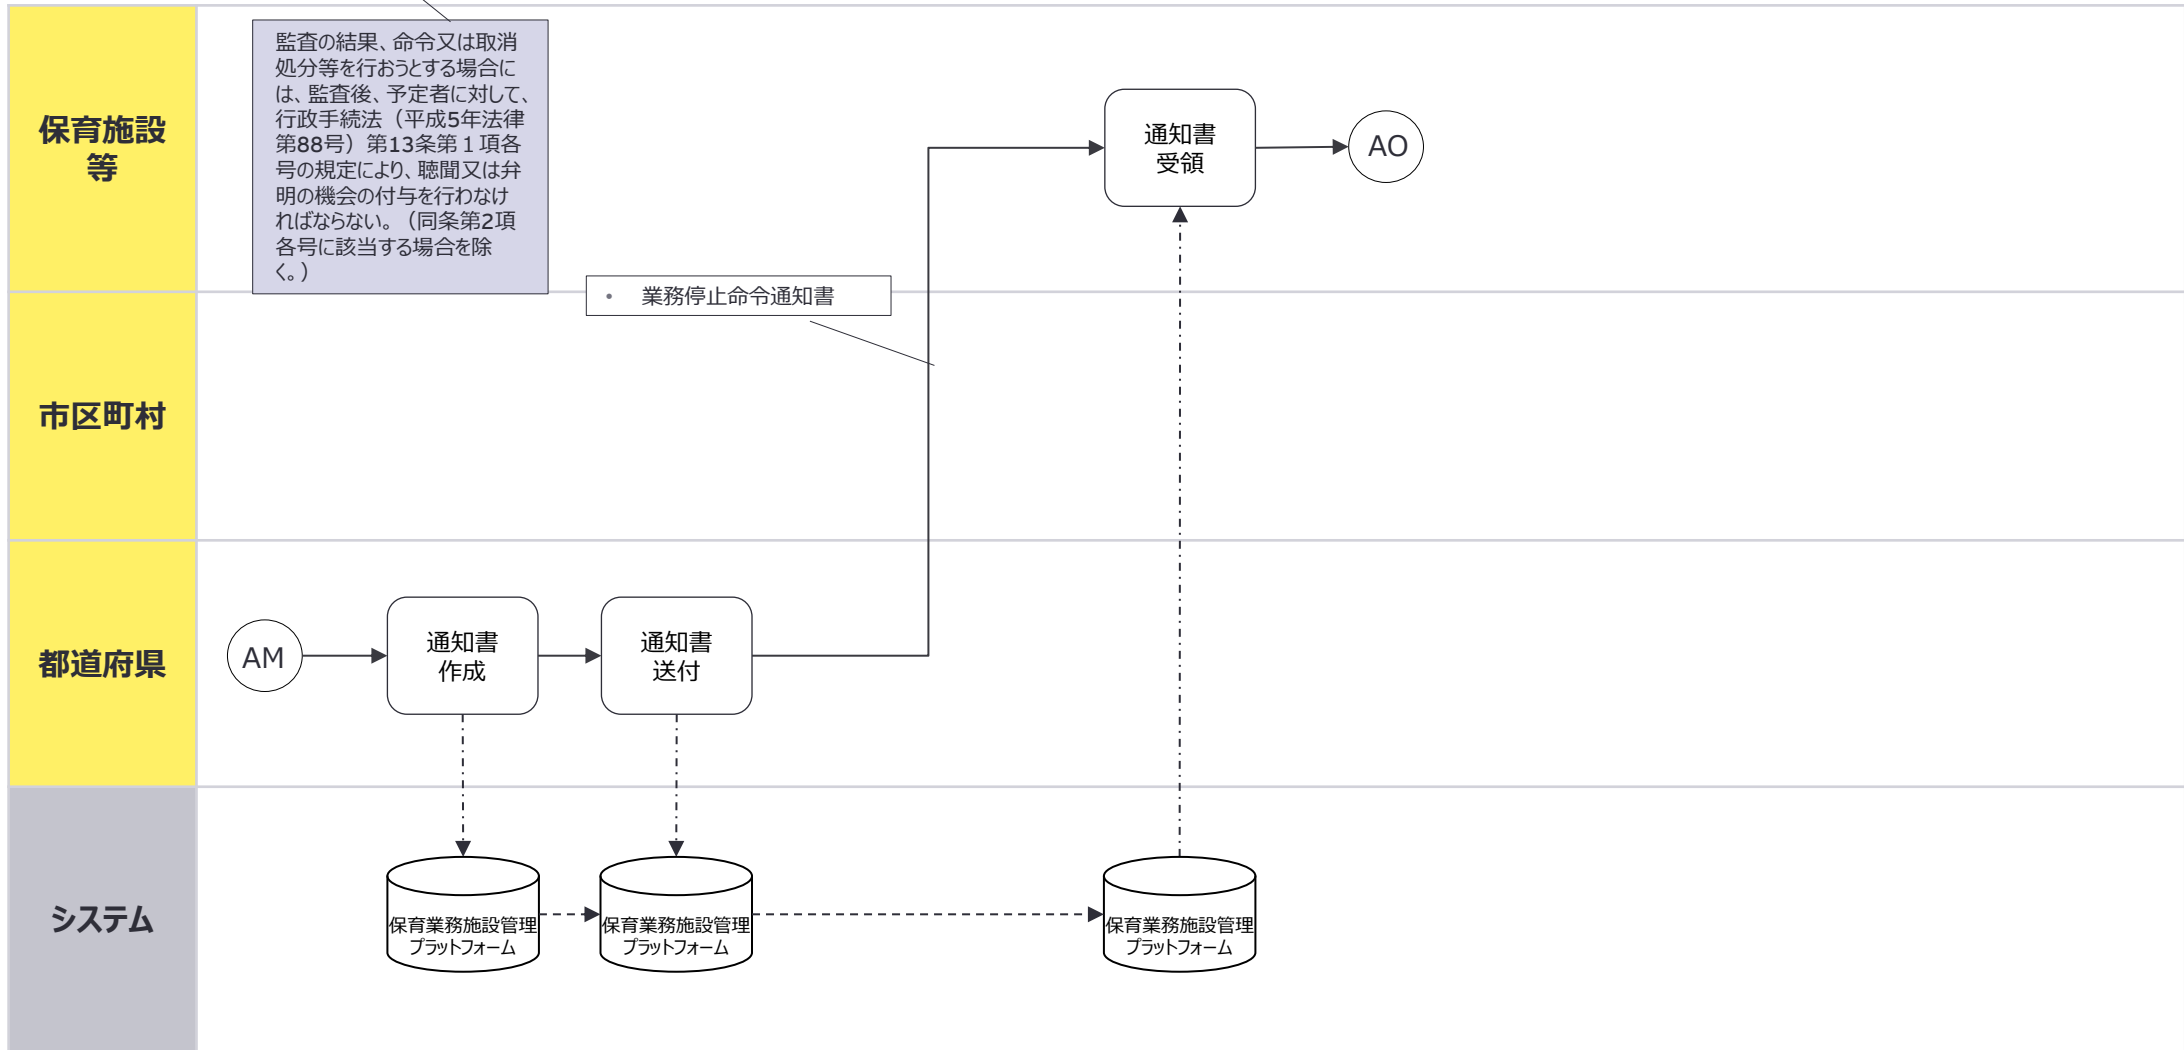 保育施設
等
監査の結果、命令又は取消
処分等を行おうとする場合に
は、監査後、予定者に対して、
行政手続法（平成5年法律
第88号）第13条第１項各
号の規定により、聴聞又は弁
明の機会の付与を行わなけ
ればならない。（同条第2項
各号に該当する場合を除
く。）
通知書
受領
AO
• 業務停止命令通知書
市区町村
都道府県
AM
通知書
作成
通知書
送付
システム
保育業務施設管理
プラットフォーム
保育業務施設管理
プラットフォーム
保育業務施設管理
プラットフォーム